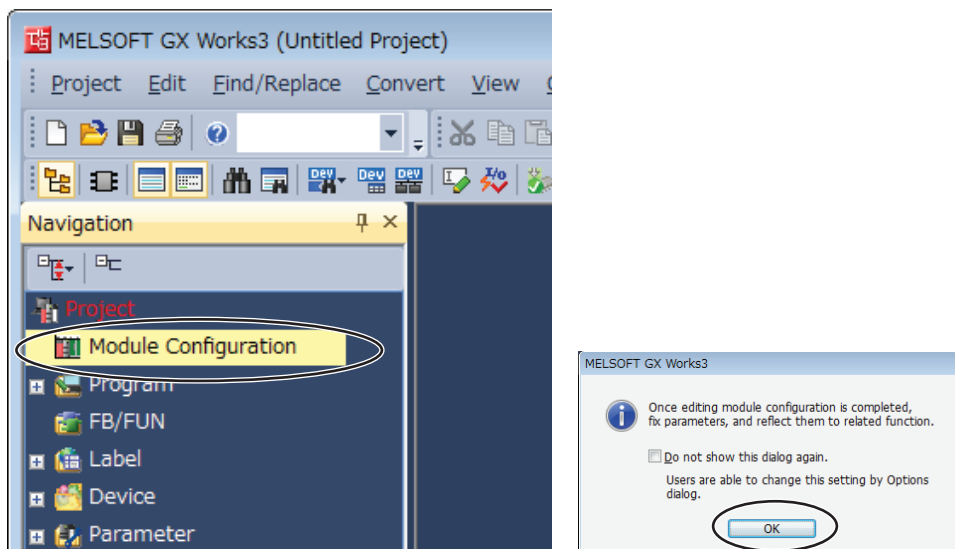 MELSOFT GX Works3 (Untitled Project)
Project Edit Find/Replace Convert View
Navigation
Project
Module Configuration
Program
FB/FUN
Label
Device
Parameter
MELSOFT GX Works3
Once editing module configuration is completed,
fix parameters, and reflect them to related function.
Do not show this dialog again.
Users are able to change this setting by Options
dialog.
OK